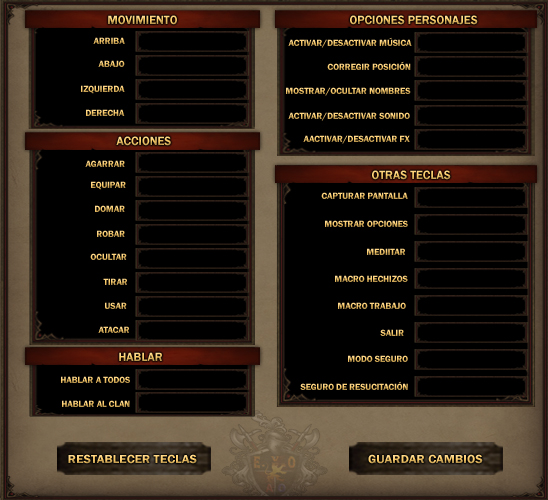 MOVIMIENTO
ARRIBA
ABAJO
IZQUIERDA
DERECHA
ACCIONES
AGARRAR
EQUIPAR
DOMAR
ROBAR
OCULTAR
TIRAR
USAR
ATACAR
HABLAR
HABLAR A TODOS
HABLAR AL CLAN
RESTABLECER TECLAS
OPCIONES PERSONAJES
ACTIVAR/DESACTIVAR MÚSICA
CORREGIR POSICIÓN
MOSTRAR/OCULTAR NOMBRES
ACTIVAR/DESACTIVAR SONIDO
AACTIVAR/DESACTIVAR FX
OTRAS TECLAS
CAPTURAR PANTALLA
MOSTRAR OPCIONES
MEDIITAR
MACRO HECHIZOS
MACRO TRABAJO
SALIR
MODO SEGURO
SEGURO DE RESUCITACIÓN
GUARDAR CAMBIOS